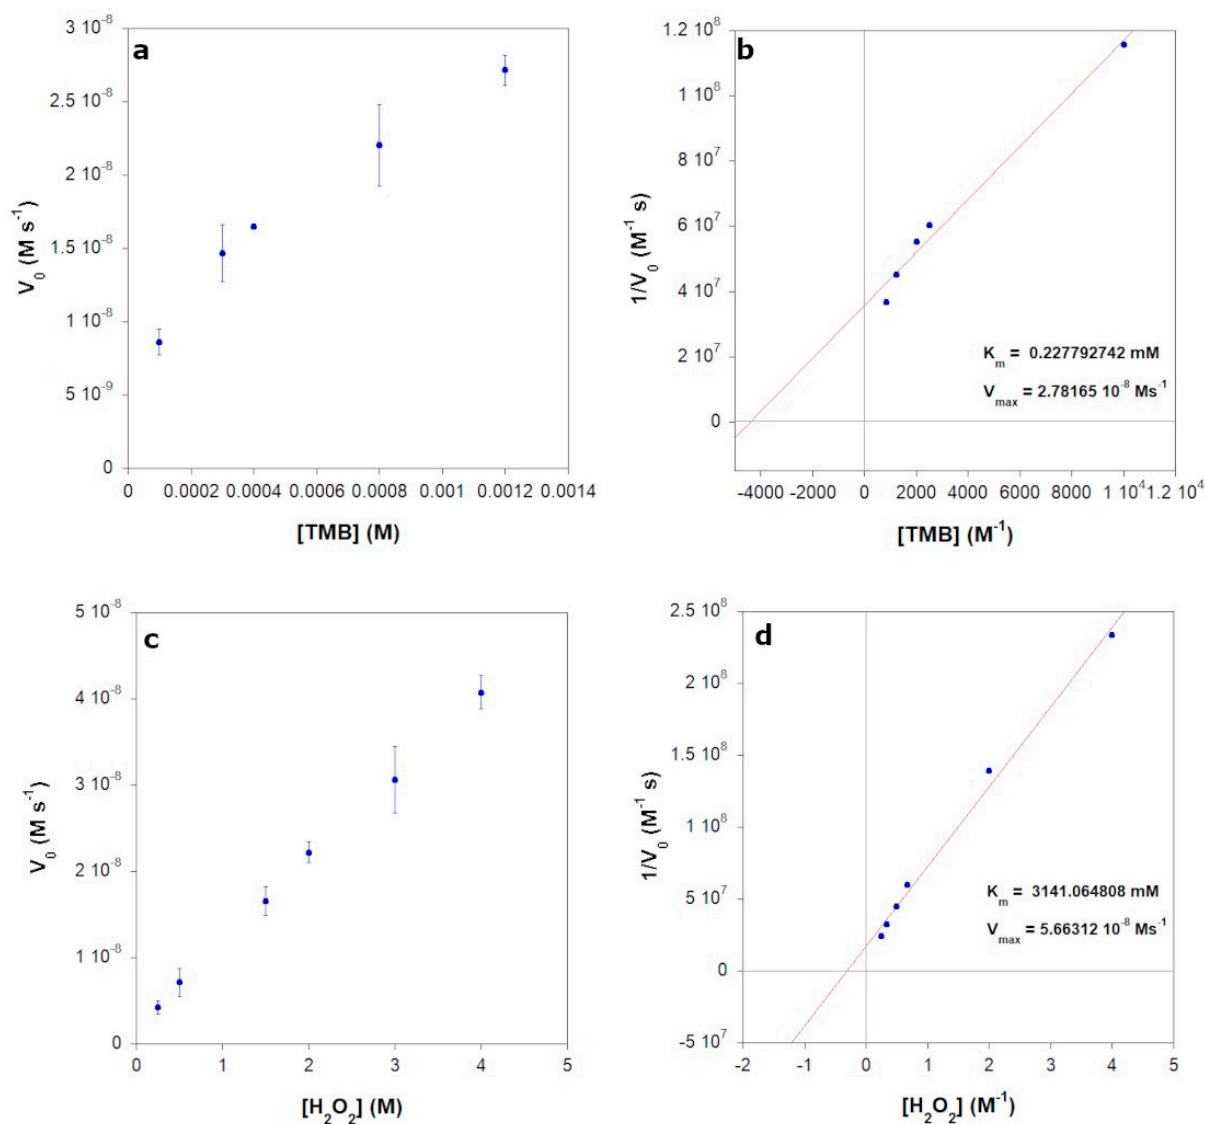 a
3 10⁻⁸
2.5 10⁻⁸
2 10⁻⁸
1.5 10⁻⁸
1 10⁻⁸
5 10⁻⁹
0
V₀ (M s⁻¹)
0 0.0002 0.0004 0.0006 0.0008 0.001 0.0012 0.0014
[TMB] (M)
b
1.2 10⁸
1 10⁸
8 10⁷
6 10⁷
4 10⁷
2 10⁷
0
1/V₀ (M⁻¹ s)
Kₘ = 0.227792742 mM
Vₘₐₓ = 2.78165 10⁻⁸ Ms⁻¹
-4000 -2000 0 2000 4000 6000 8000 1 10⁴ 1.2 10⁴
[TMB] (M⁻¹)
c
5 10⁻⁸
4 10⁻⁸
3 10⁻⁸
2 10⁻⁸
1 10⁻⁸
0
V₀ (M s⁻¹)
0 1 2 3 4 5
[H₂O₂] (M)
d
2.5 10⁸
2 10⁸
1.5 10⁸
1 10⁸
5 10⁷
0
-5 10⁷
1/V₀ (M⁻¹ s)
Kₘ = 3141.064808 mM
Vₘₐₓ = 5.66312 10⁻⁸ Ms⁻¹
-2 -1 0 1 2 3 4 5
[H₂O₂] (M⁻¹)